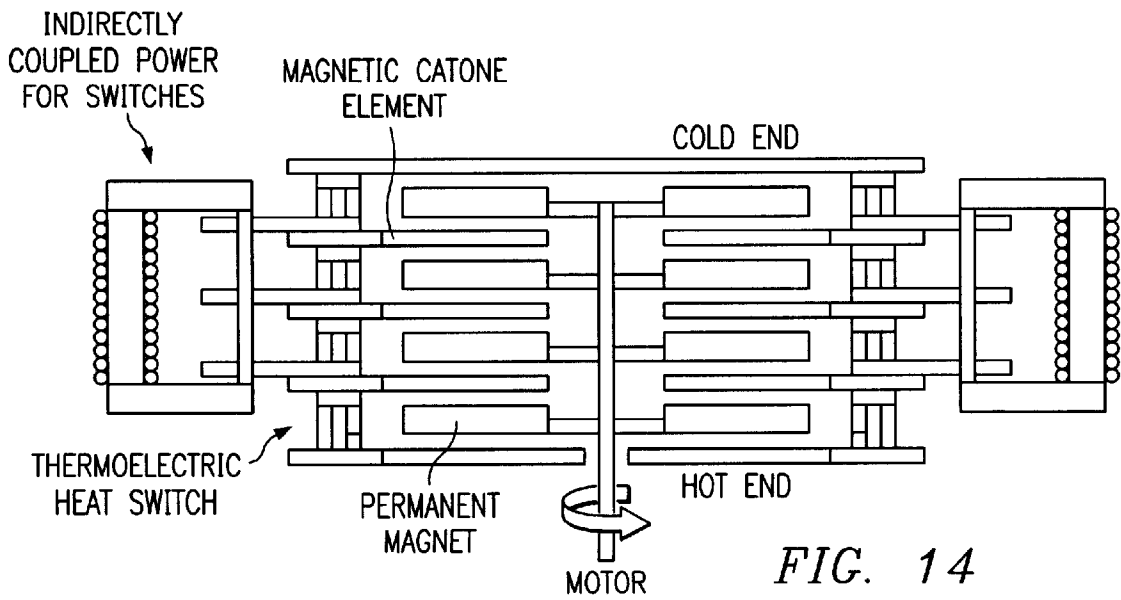 INDIRECTLY
COUPLED POWER
FOR SWITCHES
MAGNETIC CATONE
ELEMENT
COLD END
THERMOELECTRIC
HEAT SWITCH
PERMANENT
MAGNET
HOT END
MOTOR
FIG. 14